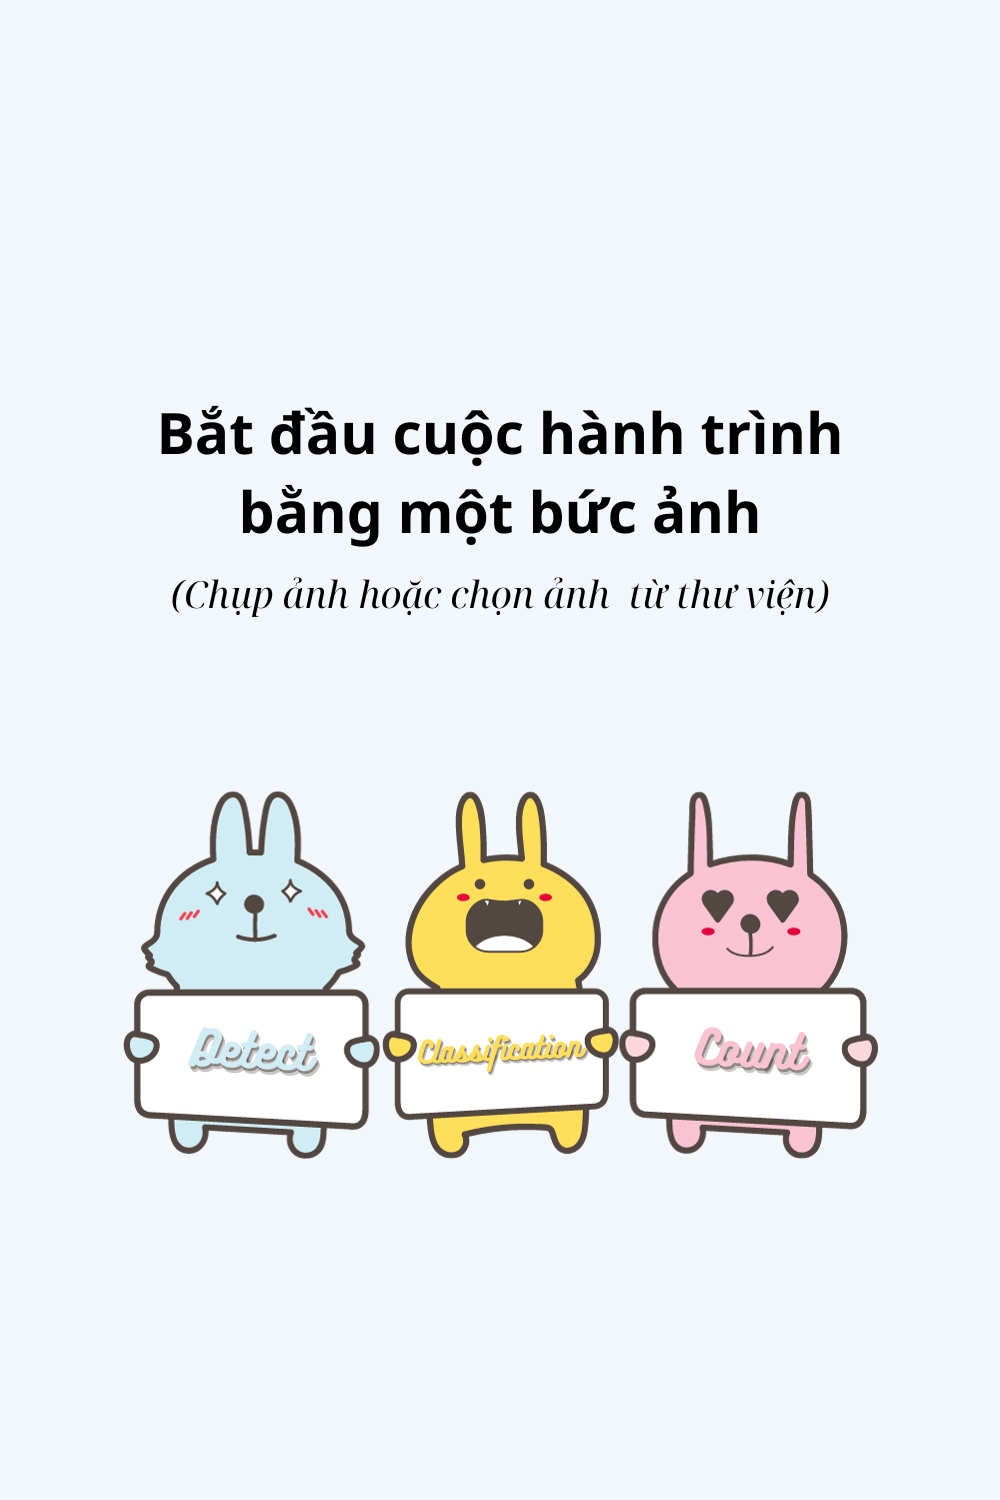 Bắt đầu cuộc hành trình
bằng một bức ảnh
(Chụp ảnh hoặc chọn ảnh từ thư viện)
Detect
Classification
Count